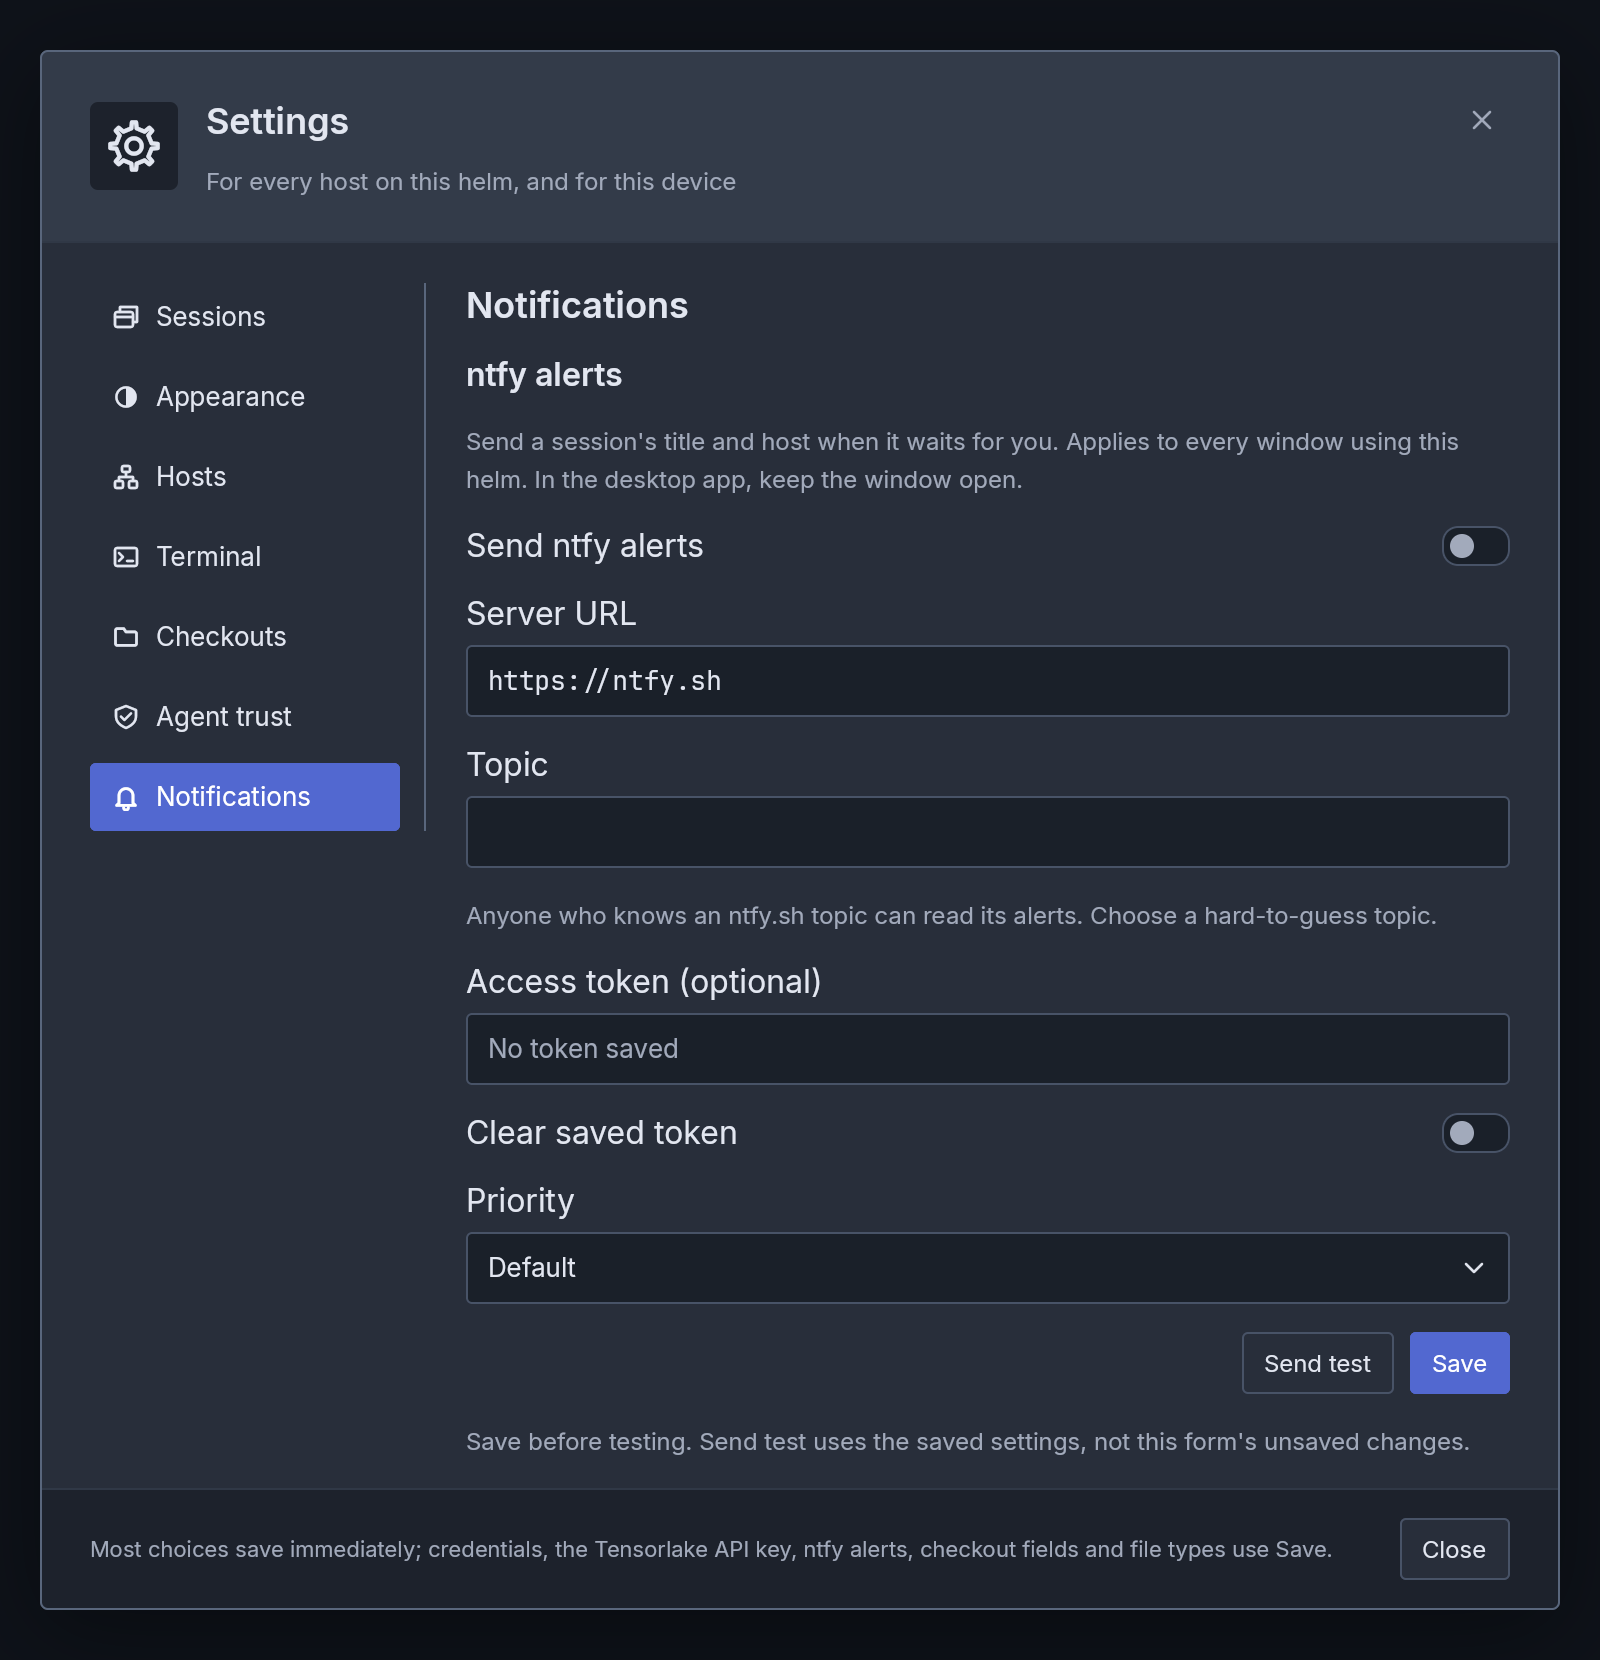 Settings
For every host on this helm, and for this device
Sessions
Appearance
Hosts
Terminal
Checkouts
Agent trust
Notifications
Notifications
ntfy alerts
Send a session's title and host when it waits for you. Applies to every window using this
helm. In the desktop app, keep the window open.
Send ntfy alerts
Server URL
https://ntfy.sh
Topic
Anyone who knows an ntfy.sh topic can read its alerts. Choose a hard-to-guess topic.
Access token (optional)
No token saved
Clear saved token
Priority
Default
Send test
Save
Save before testing. Send test uses the saved settings, not this form's unsaved changes.
Most choices save immediately; credentials, the Tensorlake API key, ntfy alerts, checkout fields and file types use Save.
Close